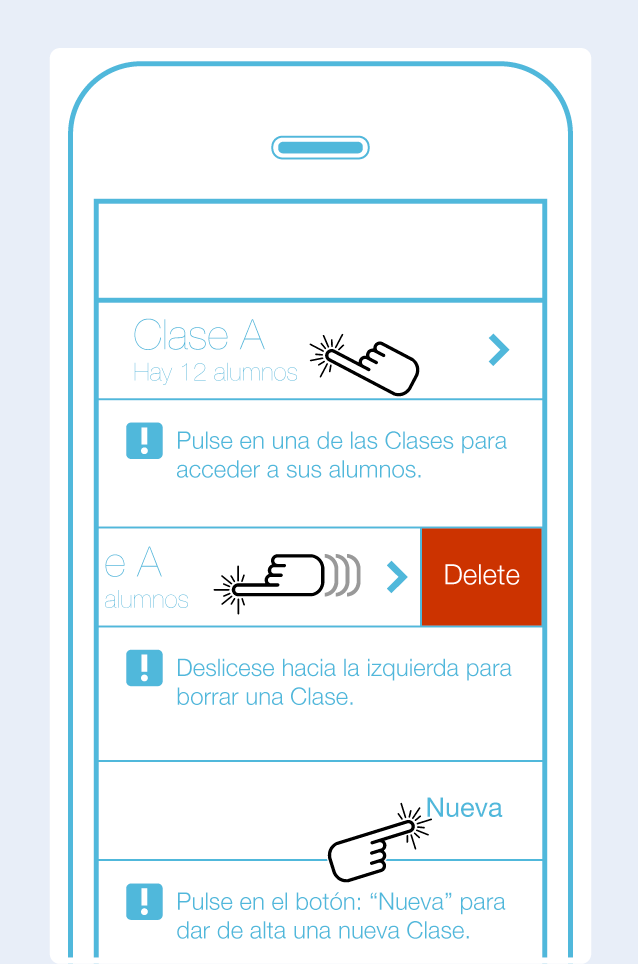 Clase A
Hay 12 alumnos
Pulse en una de las Clases para
acceder a sus alumnos.
e A
alumnos
Delete
Deslicese hacia la izquierda para
borrar una Clase.
Nueva
Pulse en el botón: “Nueva” para
dar de alta una nueva Clase.